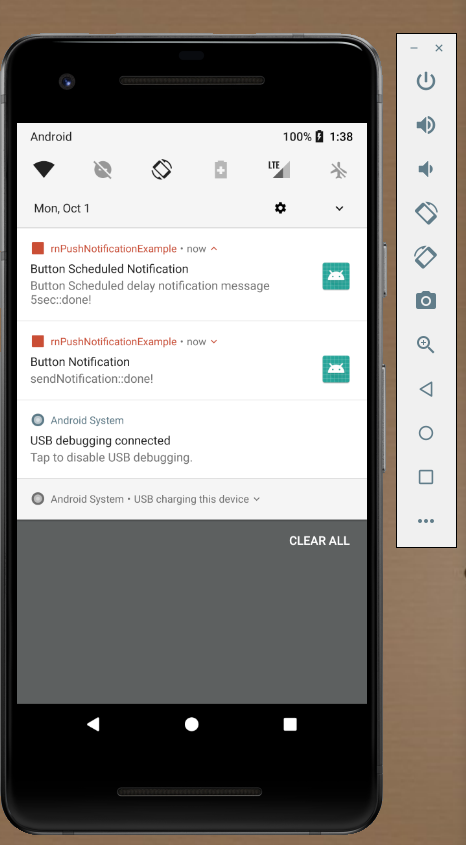 Android 100% 1:38
LTE
Mon, Oct 1
rnPushNotificationExample • now
Button Scheduled Notification
Button Scheduled delay notification message
5sec::done!
rnPushNotificationExample • now
Button Notification
sendNotification::done!
Android System
USB debugging connected
Tap to disable USB debugging.
Android System • USB charging this device
CLEAR ALL